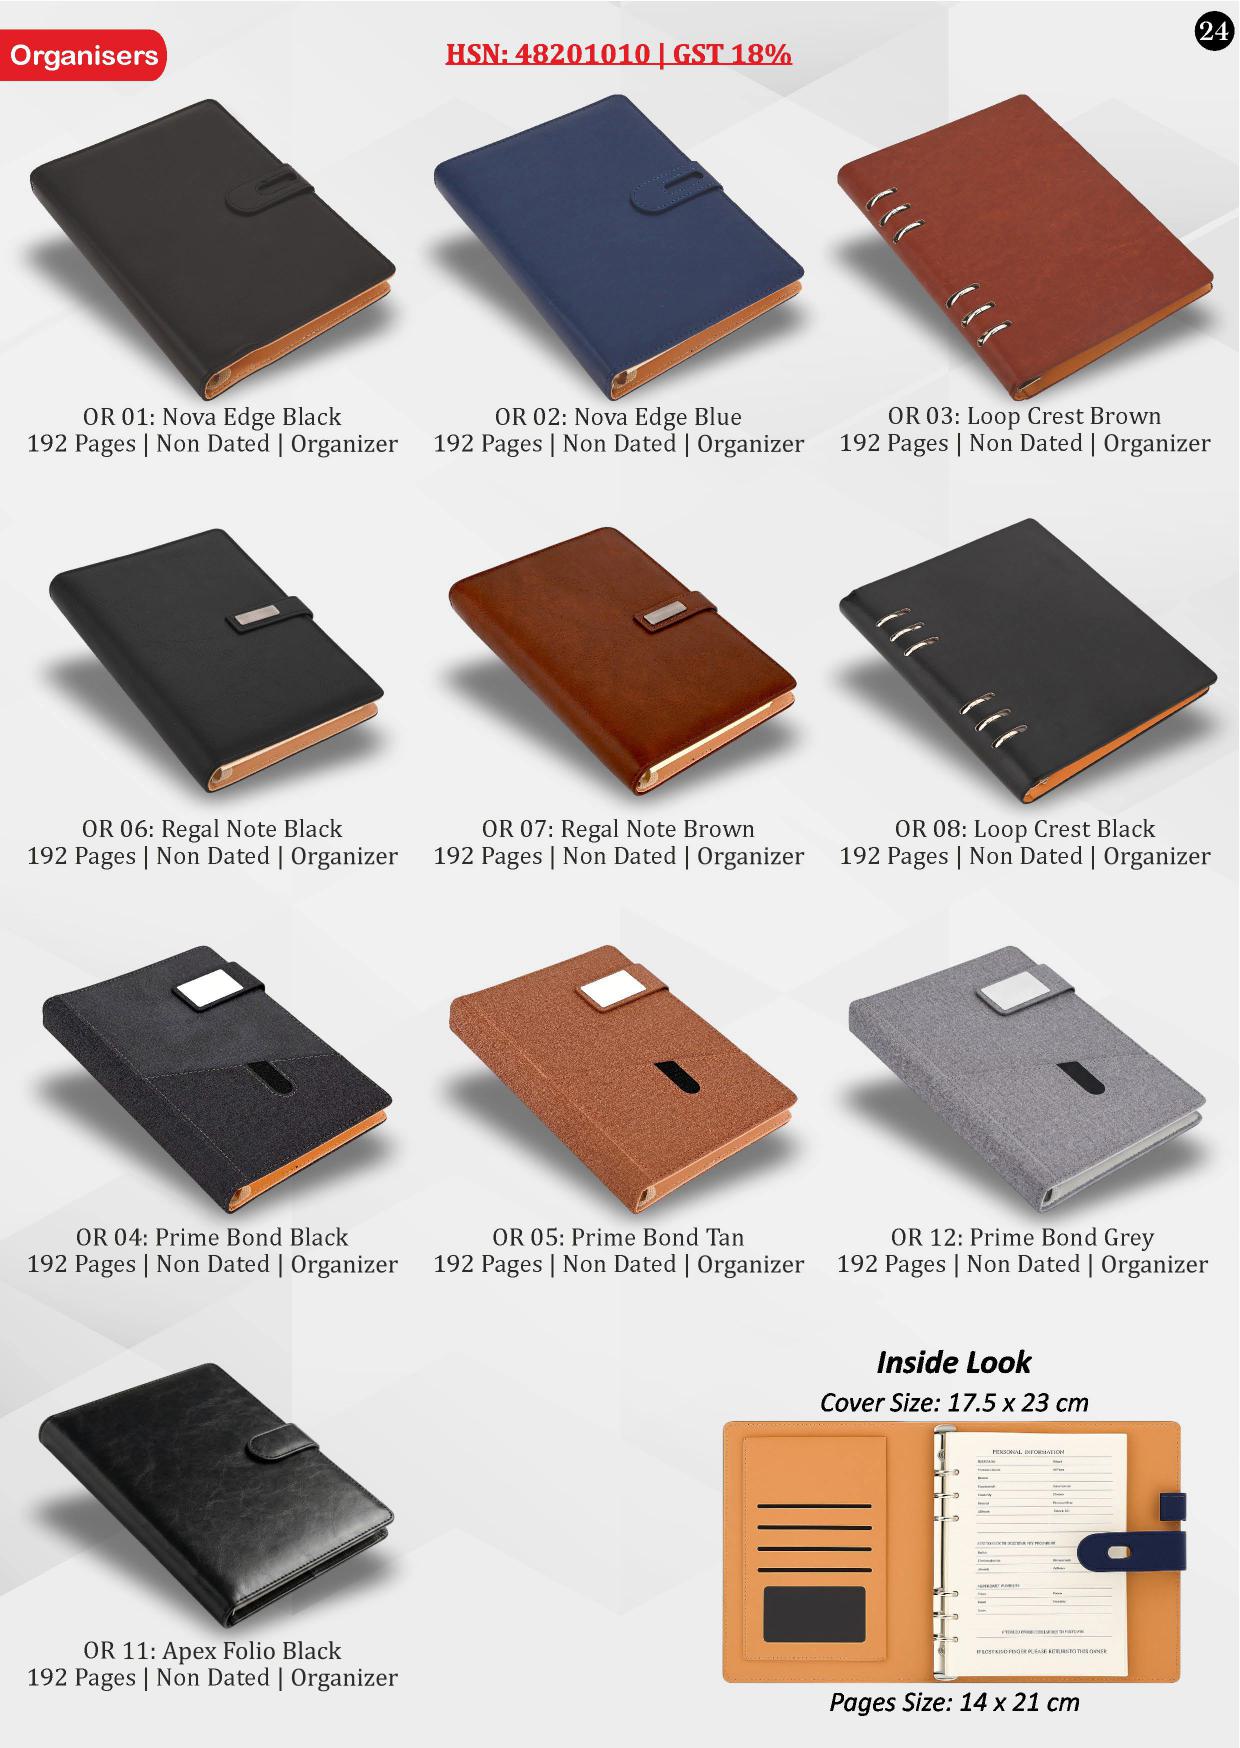 24
Organisers
HSN: 48201010 | GST 18%
OR 01: Nova Edge Black
192 Pages | Non Dated | Organizer
OR 02: Nova Edge Blue
192 Pages | Non Dated | Organizer
OR 03: Loop Crest Brown
192 Pages | Non Dated | Organizer
OR 06: Regal Note Black
192 Pages | Non Dated | Organizer
OR 07: Regal Note Brown
192 Pages | Non Dated | Organizer
OR 08: Loop Crest Black
192 Pages | Non Dated | Organizer
OR 04: Prime Bond Black
192 Pages | Non Dated | Organizer
OR 05: Prime Bond Tan
192 Pages | Non Dated | Organizer
OR 12: Prime Bond Grey
192 Pages | Non Dated | Organizer
OR 11: Apex Folio Black
192 Pages | Non Dated | Organizer
Inside Look
Cover Size: 17.5 x 23 cm
PERSONAL INFORMATION
Pages Size: 14 x 21 cm